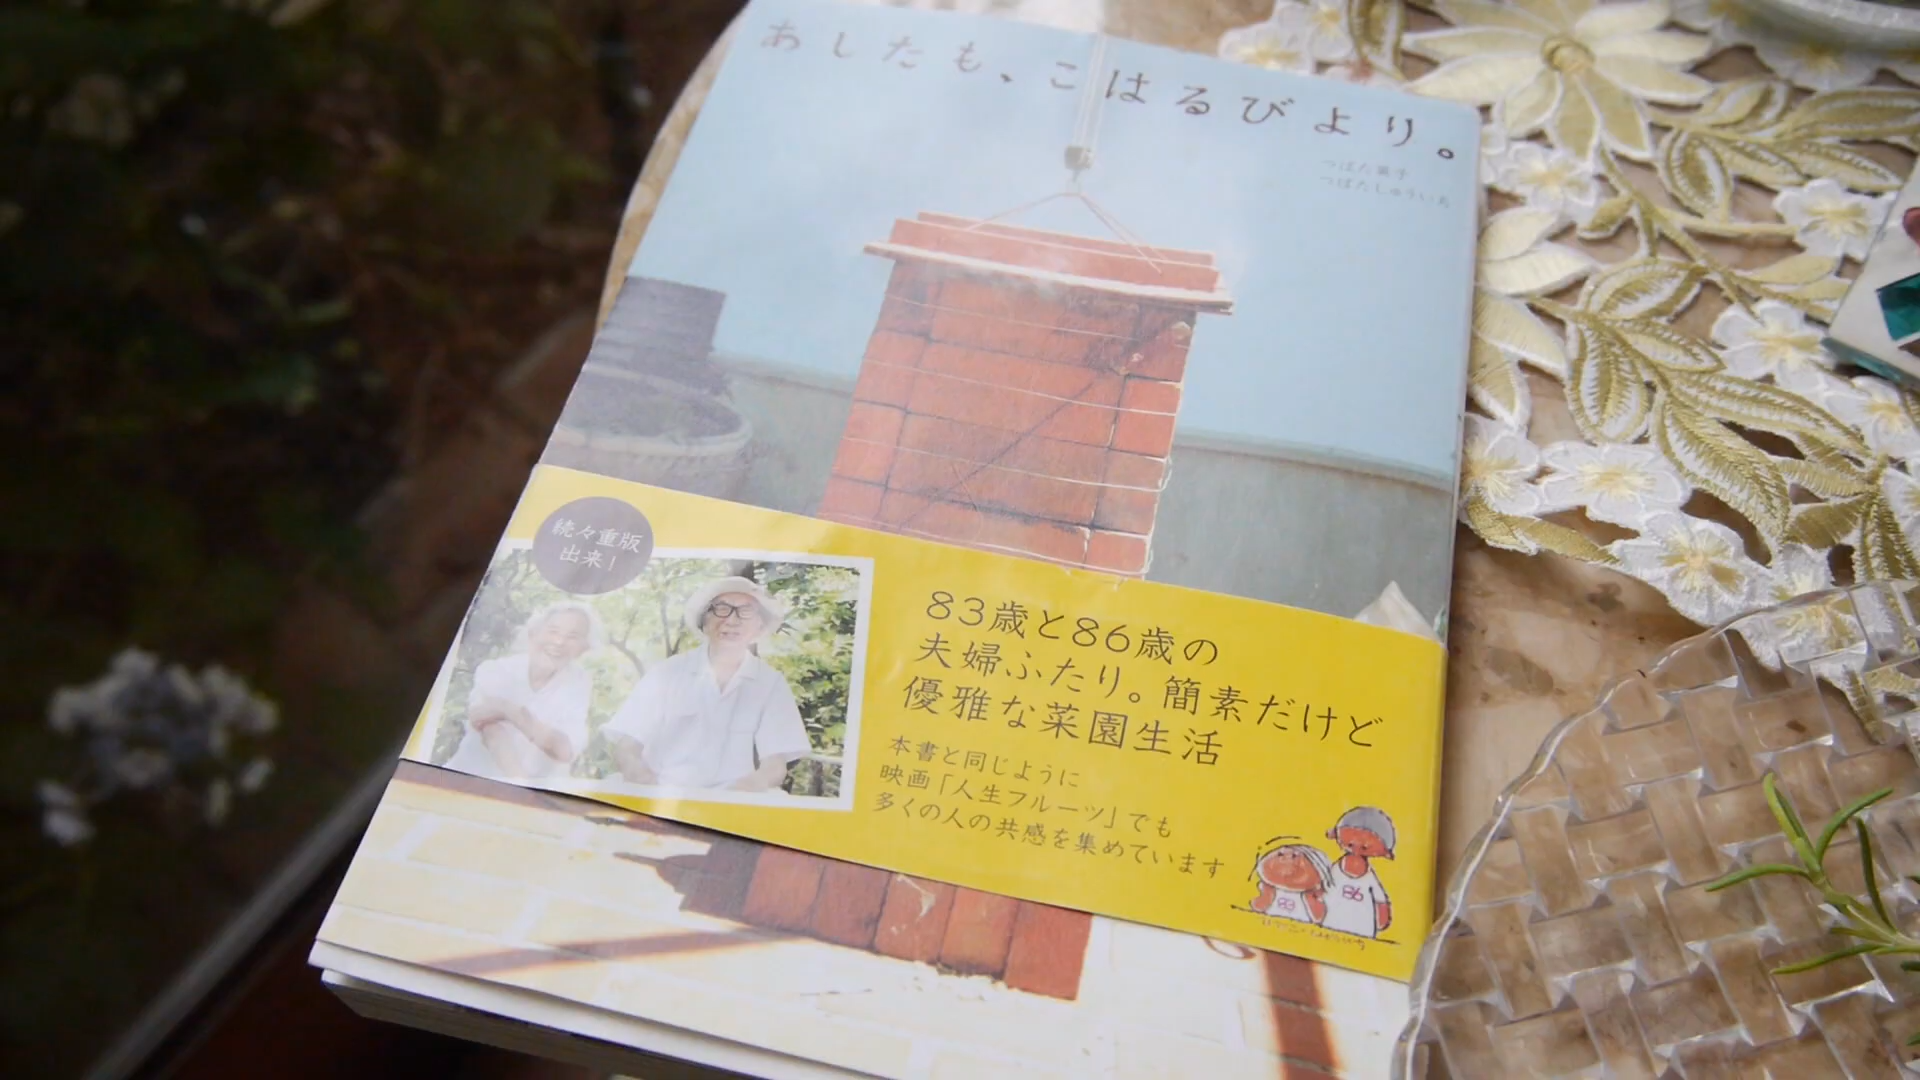 あしたも、こはるびより。
つばた英子
つばたしゅういち
続々重版
出来！
83歳と86歳の
夫婦ふたり。簡素だけど
優雅な菜園生活
本書と同じように
映画「人生フルーツ」でも
多くの人の共感を集めています
83
86